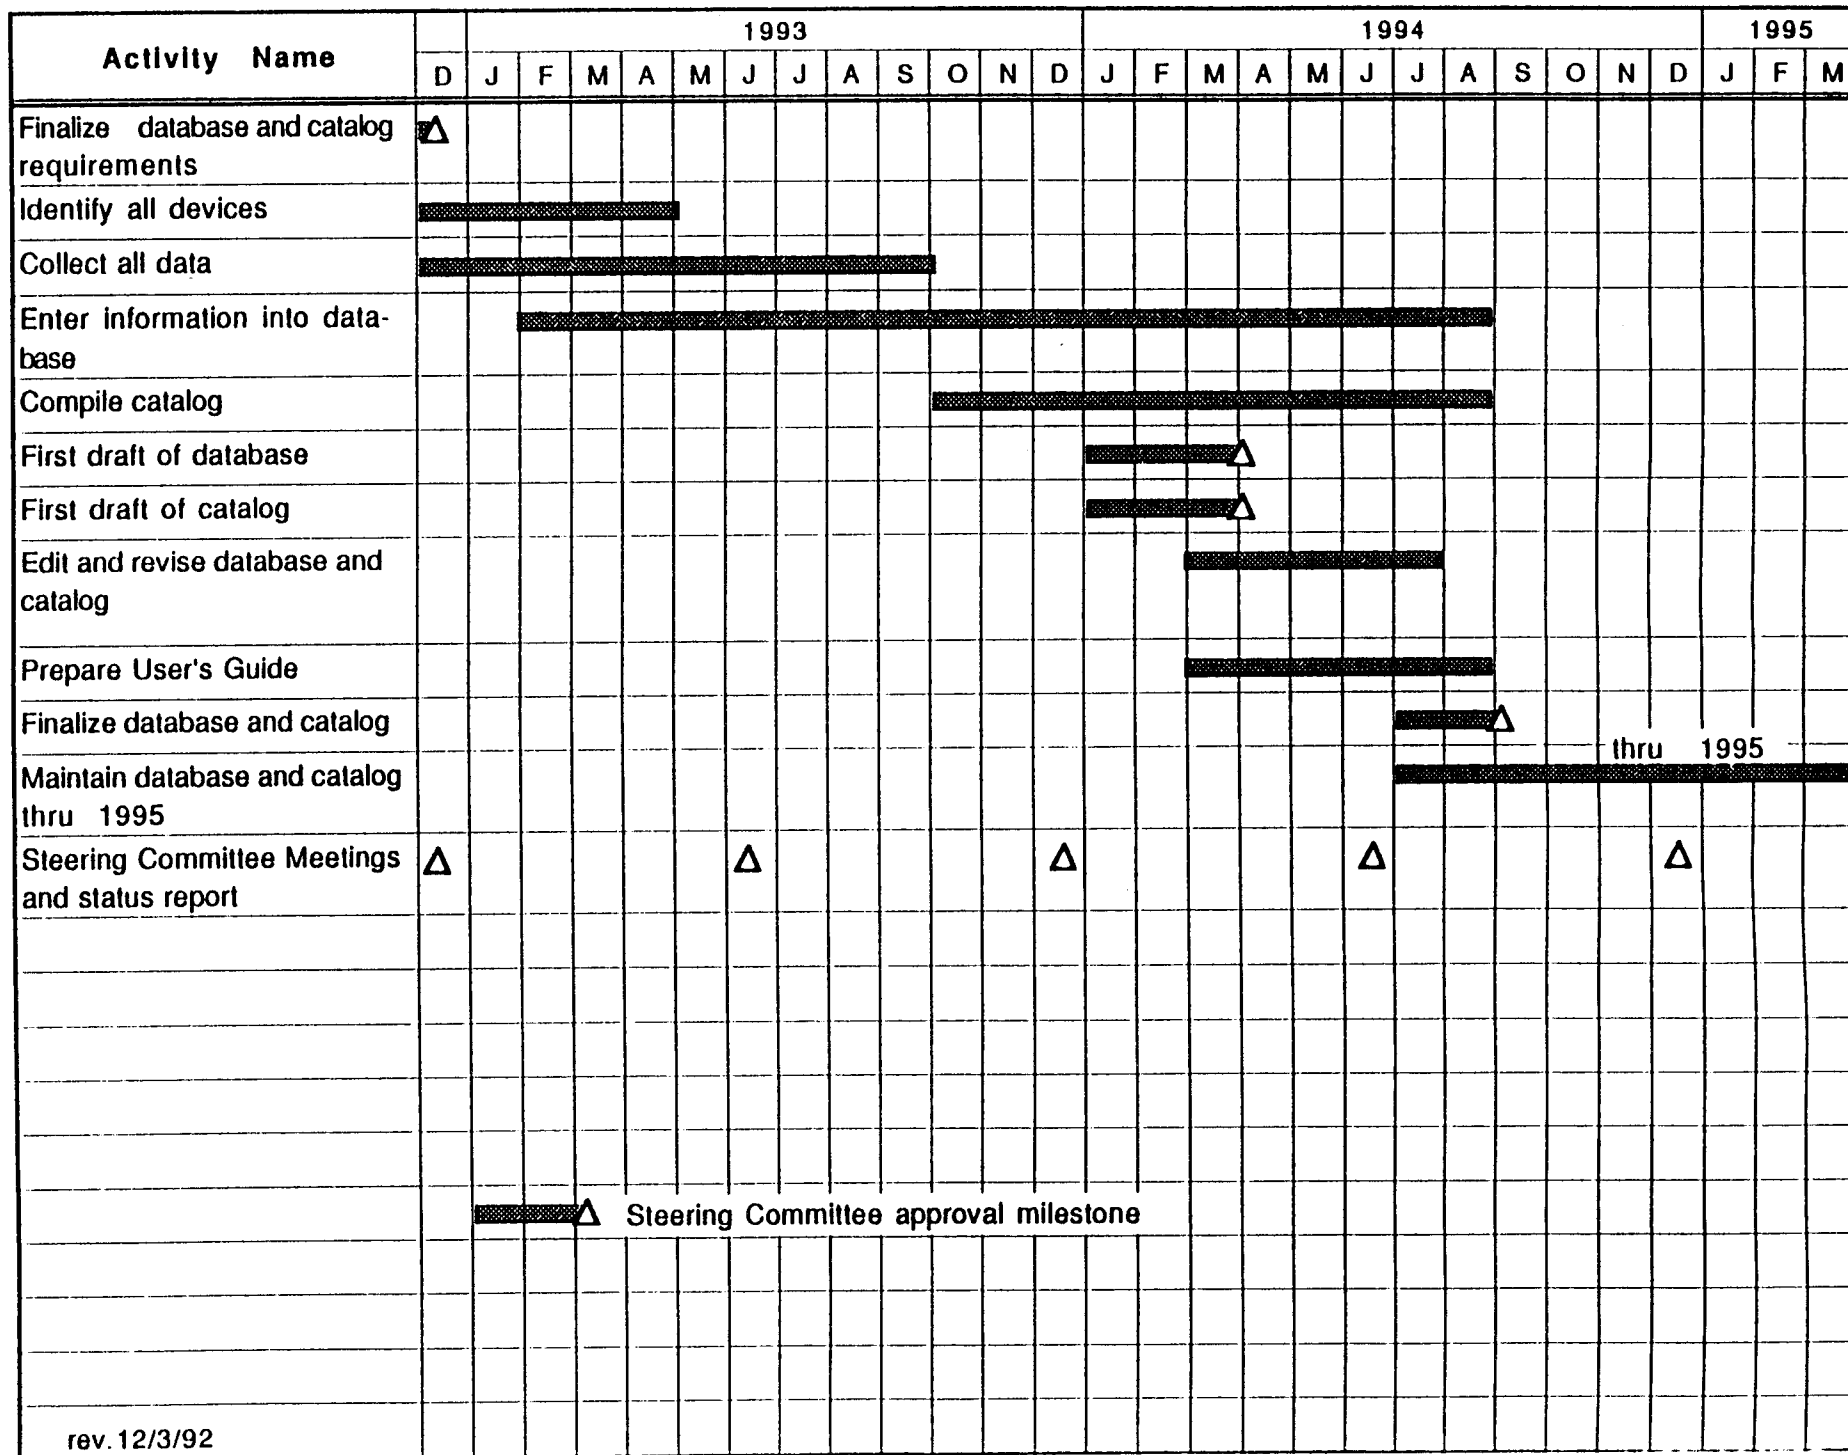 1993 1994 1995
Activity Name
D J F M A M J J A S O N D J F M A M J J A S O N D J F M
Finalize database and catalog
requirements
Identify all devices
Collect all data
Enter information into data-
base
Compile catalog
First draft of database
First draft of catalog
Edit and revise database and
catalog
Prepare User's Guide
Finalize database and catalog
thru 1995
Maintain database and catalog
thru 1995
Steering Committee Meetings
and status report
Steering Committee approval milestone
rev.12/3/92